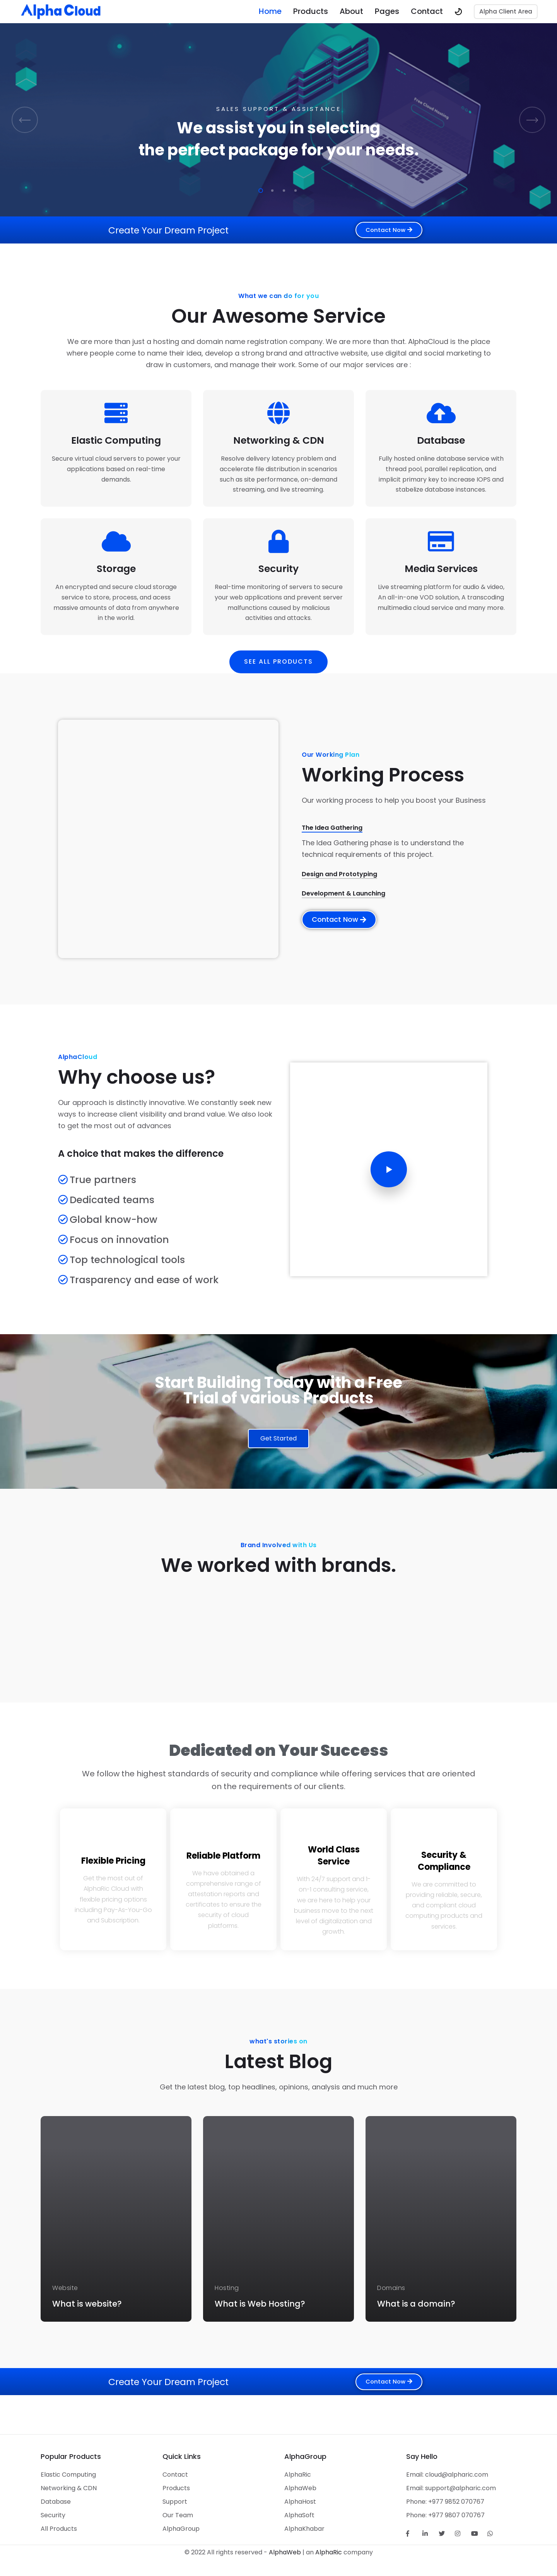 Alpha Cloud
Home Products About Pages Contact Alpha Client Area
SALES SUPPORT & ASSISTANCE
We assist you in selecting
the perfect package for your needs.
Create Your Dream Project
Contact Now
What we can do for you
Our Awesome Service
We are more than just a hosting and domain name registration company. We are more than that. AlphaCloud is the place
where people come to name their idea, develop a strong brand and attractive website, use digital and social marketing to
draw in customers, and manage their work. Some of our major services are :
Elastic Computing
Secure virtual cloud servers to power your
applications based on real-time
demands.
Networking & CDN
Resolve delivery latency problem and
accelerate file distribution in scenarios
such as site performance, on-demand
streaming, and live streaming.
Database
Fully hosted online database service with
thread pool, parallel replication, and
implicit primary key to increase IOPS and
stabelize database instances.
Storage
An encrypted and secure cloud storage
service to store, process, and acess
massive amounts of data from anywhere
in the world.
Security
Real-time monitoring of servers to secure
your web applications and prevent server
malfunctions caused by malicious
activities and attacks.
Media Services
Live streaming platform for audio & video,
An all-in-one VOD solution, A transcoding
multimedia cloud service and many more.
SEE ALL PRODUCTS
Our Working Plan
Working Process
Our working process to help you boost your Business
The Idea Gathering
The Idea Gathering phase is to understand the
technical requirements of this project.
Design and Prototyping
Development & Launching
Contact Now
AlphaCloud
Why choose us?
Our approach is distinctly innovative. We constantly seek new
ways to increase client visibility and brand value. We also look
to get the most out of advances
A choice that makes the difference
True partners
Dedicated teams
Global know-how
Focus on innovation
Top technological tools
Trasparency and ease of work
Start Building Today with a Free
Trial of various Products
Get Started
Brand Involved with Us
We worked with brands.
Dedicated on Your Success
We follow the highest standards of security and compliance while offering services that are oriented
on the requirements of our clients.
Flexible Pricing
Get the most out of
AlphaRic Cloud with
flexible pricing options
including Pay-As-You-Go
and Subscription
Reliable Platform
We have obtained a
comprehensive range of
attestation reports and
certificates to ensure the
security of cloud
platforms.
World Class
Service
With 24/7 support and 1-
on-1 consulting service,
we are here to help your
business move to the next
level of digitalization and
growth
Security &
Compliance
We are committed to
providing reliable, secure,
and compliant cloud
computing products and
services
what's stories on
Latest Blog
Get the latest blog, top headlines, opinions, analysis and much more
Website
What is website?
Hosting
What is Web Hosting?
Domains
What is a domain?
Create Your Dream Project
Contact Now
Popular Products
Elastic Computing
Networking & CDN
Database
Security
All Products
Quick Links
Contact
Products
Support
Our Team
AlphaGroup
AlphaGroup
AlphaRic
AlphaWeb
AlphaHost
AlphaSoft
AlphaKhabar
Say Hello
Email: cloud@alpharic.com
Email: support@alpharic.com
Phone: +977 9852 070767
Phone: +977 9807 070767
© 2022 All rights reserved - AlphaWeb | an AlphaRic company